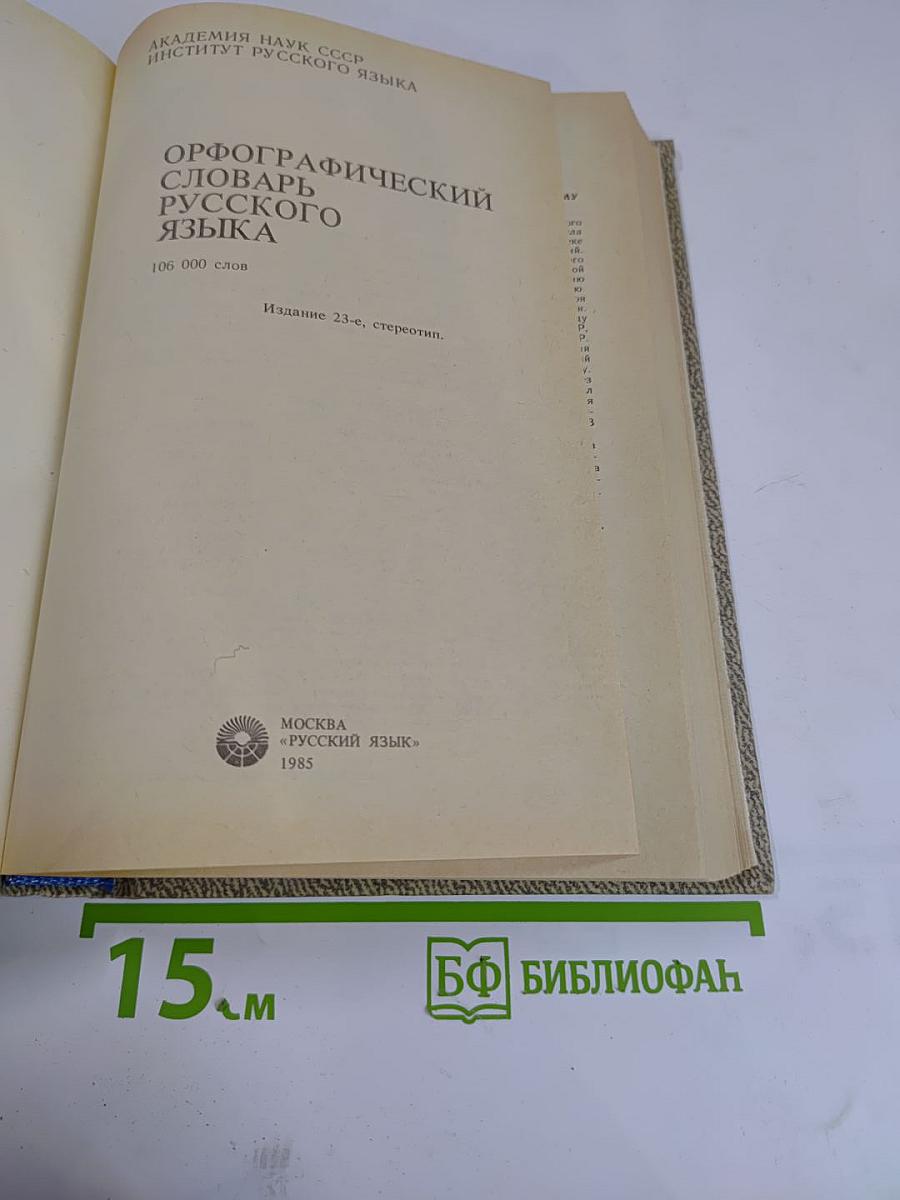 АКАДЕМИЯ НАУК СССР
ИНСТИТУТ РУССКОГО ЯЗЫКА
ОРФОГРАФИЧЕСКИЙ
СЛОВАРЬ
РУССКОГО
ЯЗЫКА
106 000 слов
Издание 23-е, стереотип.
МОСКВА
«РУССКИЙ ЯЗЫК»
1985
15 см
БФ БИБЛИОФАН